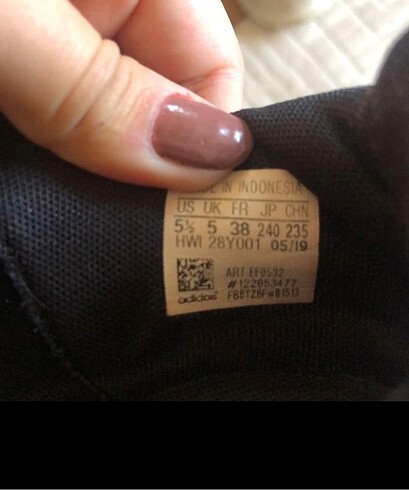 IN INDONESIA
US UK FR JP CHN
5½ 5 38 240 235
HWI 28Y001 05/19
ART EF0532
#122853477
adidas